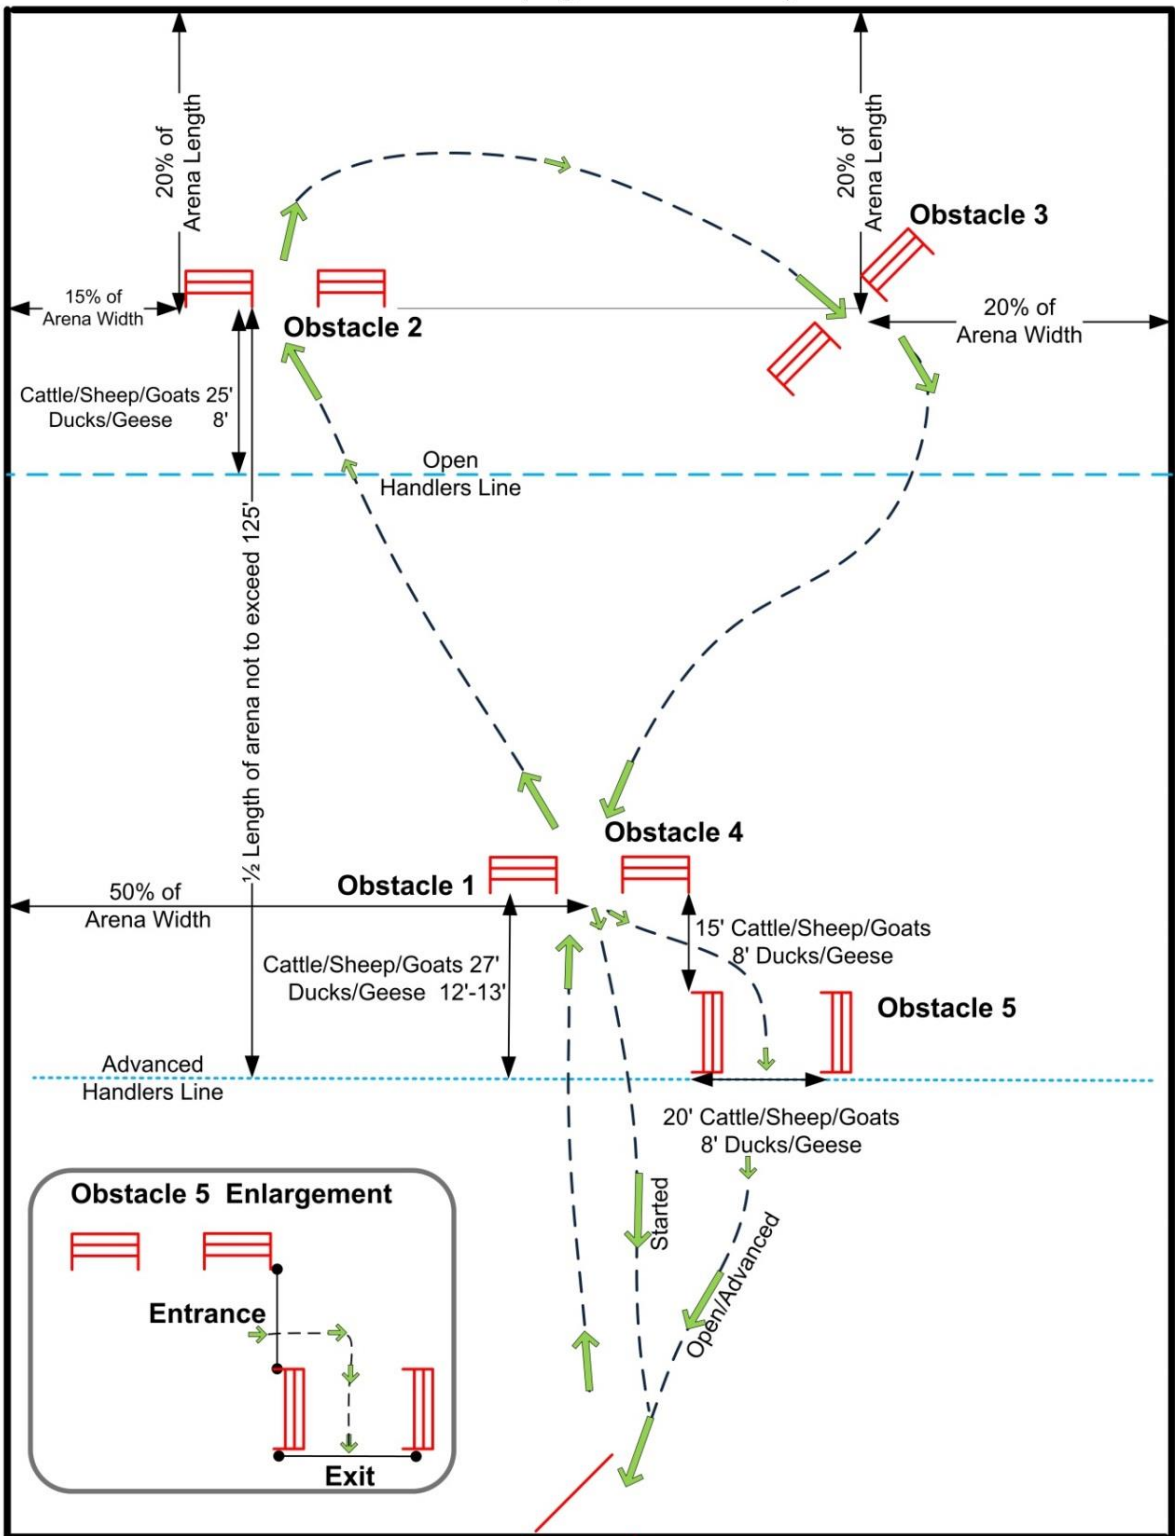 20% of
Arena Length
20% of
Arena Length
Obstacle 3
15% of
Arena Width
Obstacle 2
20% of
Arena Width
Cattle/Sheep/Goats 25'
Ducks/Geese 8'
Open
Handlers Line
½ Length of arena not to exceed 125'
Obstacle 4
Obstacle 1
50% of
Arena Width
15' Cattle/Sheep/Goats
8' Ducks/Geese
Cattle/Sheep/Goats 27'
Ducks/Geese 12'-13'
Obstacle 5
Advanced
Handlers Line
20' Cattle/Sheep/Goats
8' Ducks/Geese
Started
Open/Advanced
Obstacle 5 Enlargement
Entrance
Exit